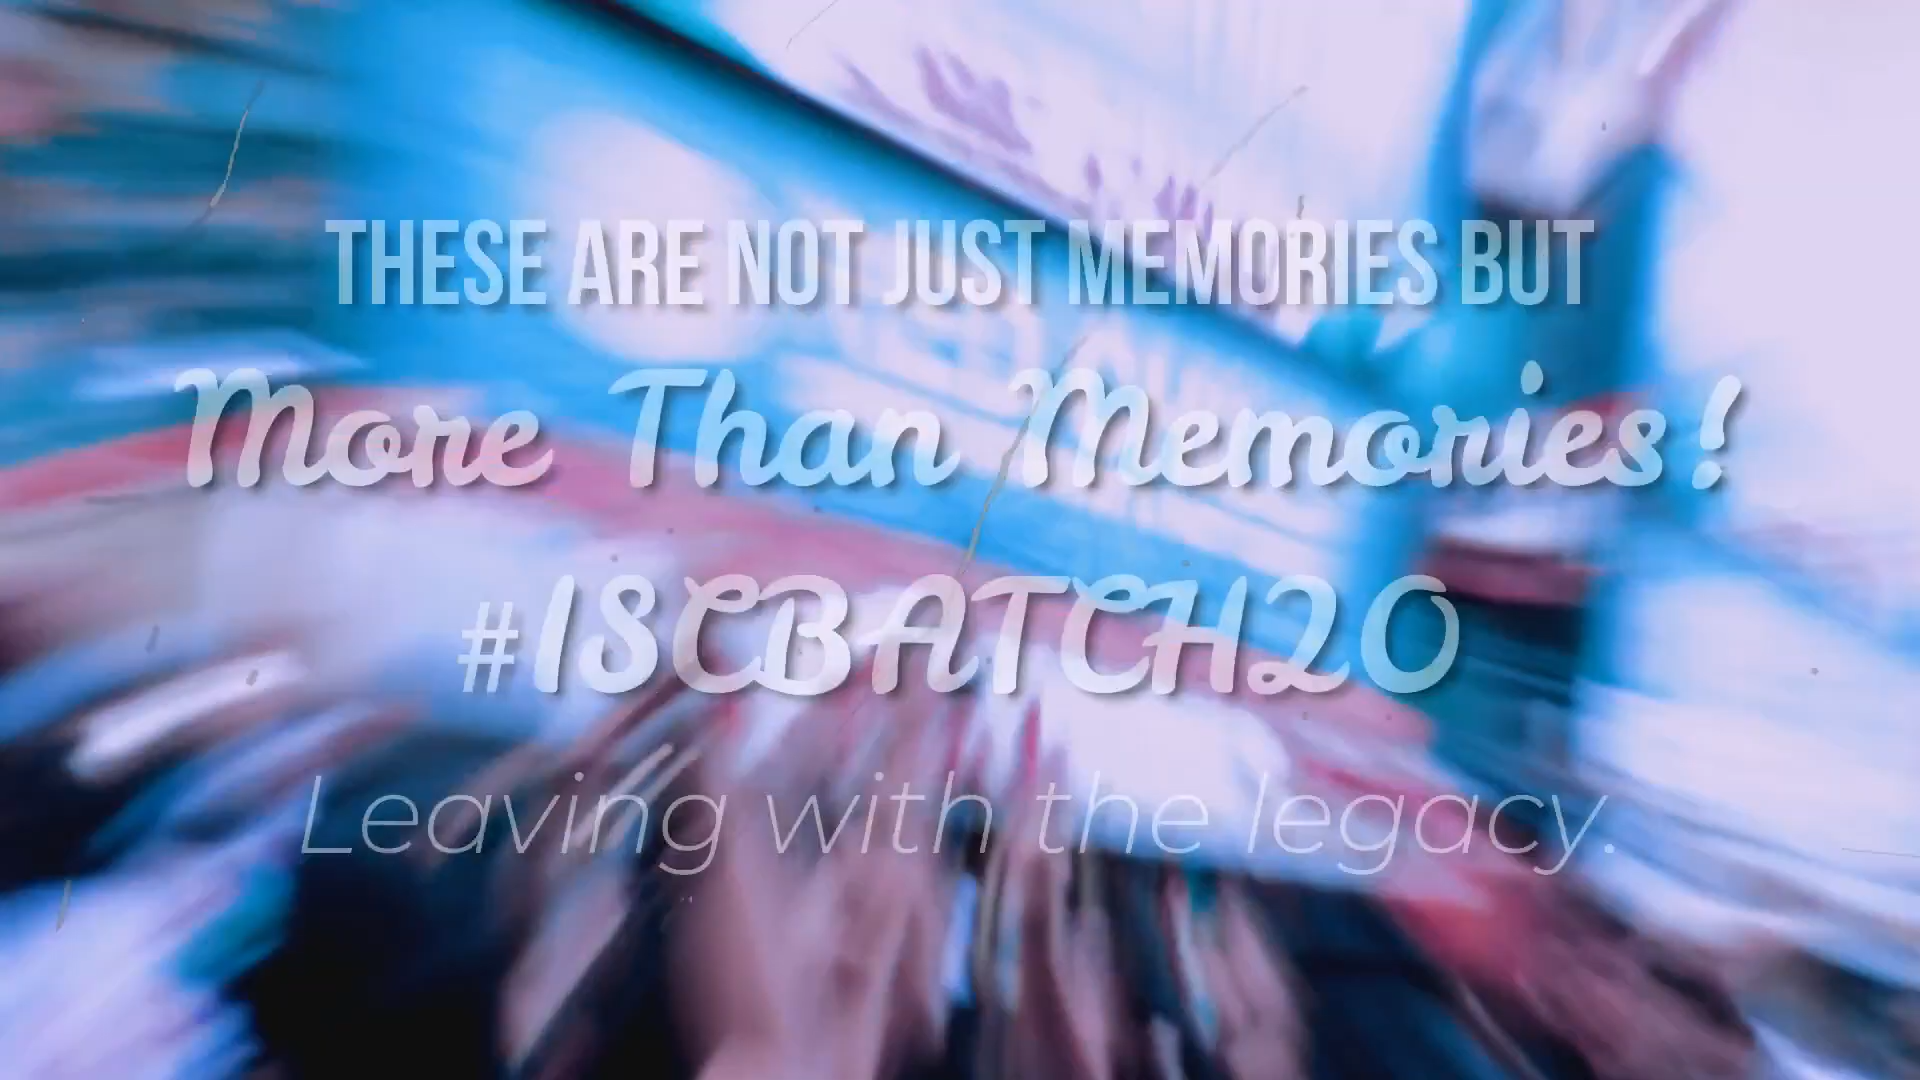 THESE ARE NOT JUST MEMORIES BUT
More Than Memories!
#ISCBATCH20
Leaving with the legacy.